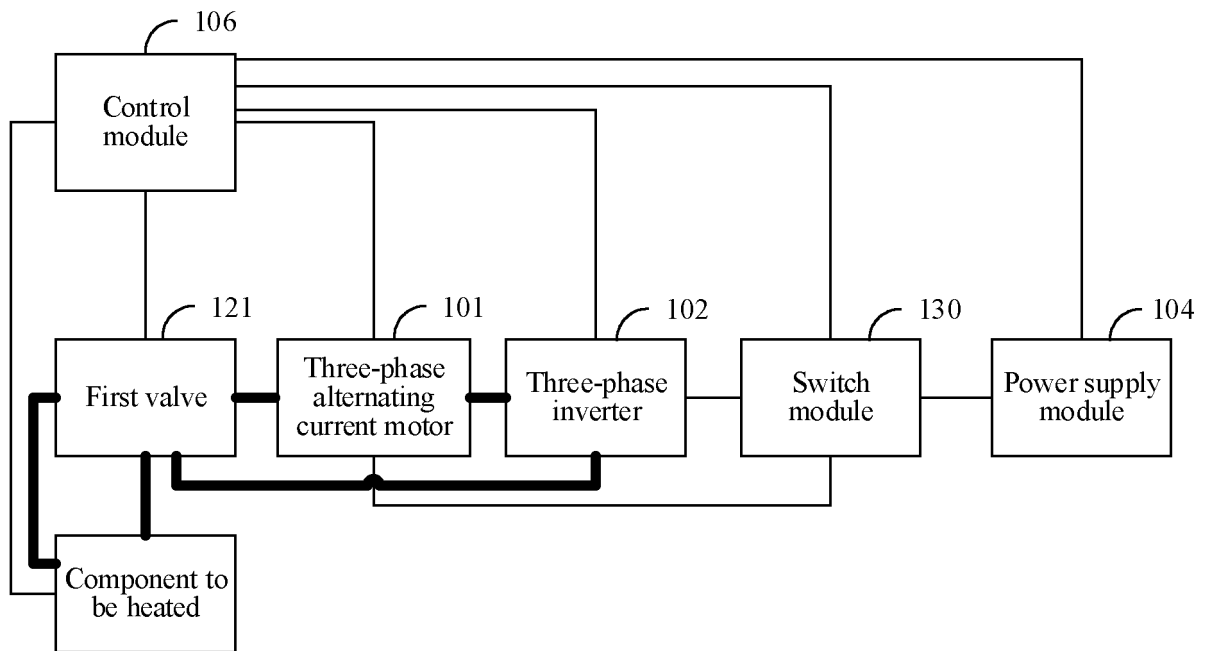 106
Control
module
121
101
102
130
104
First valve
Three-phase
alternating
current motor
Three-phase
inverter
Switch
module
Power supply
module
Component to
be heated